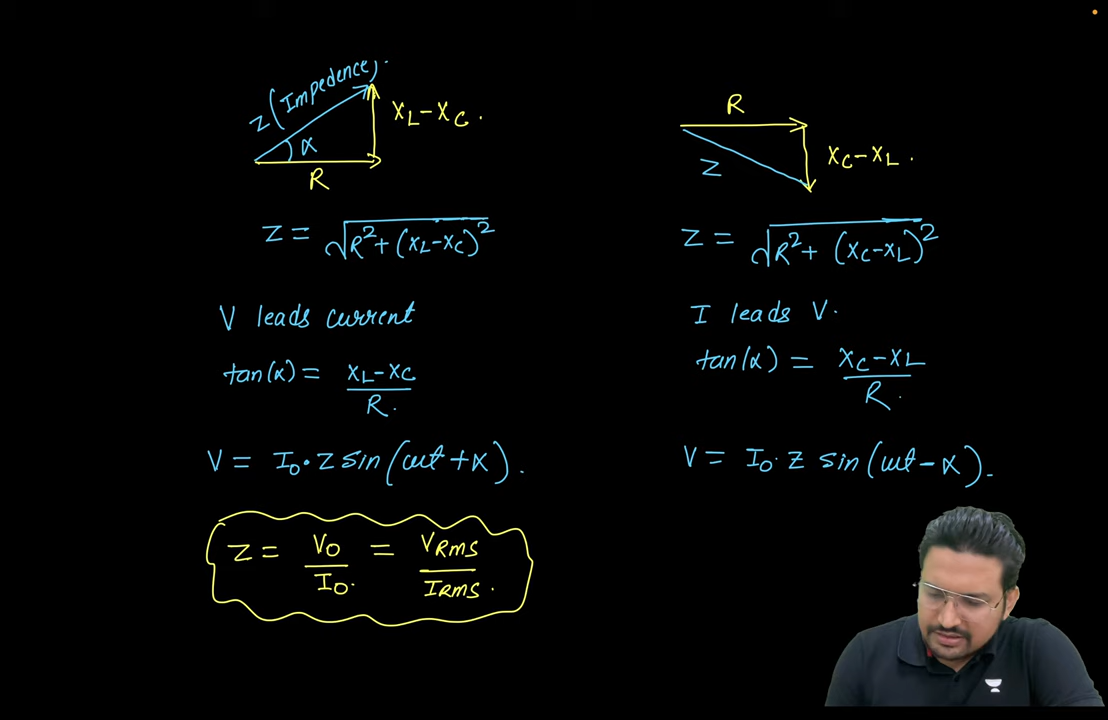 Z (Impedence).
α
X_L - X_C .
R
Z = √R² + (X_L - X_C)²
V leads current
tan(α) = X_L - X_C / R .
V = I₀ · Z sin(ωt + α) .
Z = V₀ / I₀ . = V_RMS / I_RMS .
R
Z
X_C - X_L .
Z = √R² + (X_C - X_L)²
I leads V .
tan(α) = X_C - X_L / R .
V = I₀ · Z sin(ωt - α) .